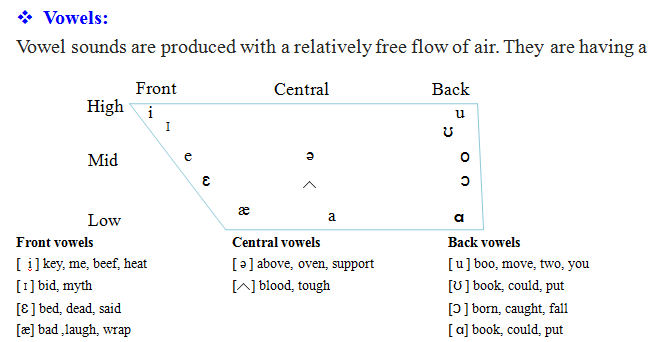 ❖ Vowels:
Vowel sounds are produced with a relatively free flow of air. They are having a
Front Central Back
High i u
ɪ ʊ
Mid e ə o
ɛ ^ ɔ
æ a ɑ
Low
Front vowels Central vowels Back vowels
[ i̩ ] key, me, beef, heat [ ə ] above, oven, support [ u ] boo, move, two, you
[ɪ] bid, myth [^] blood, tough [ʊ] book, could, put
[ɛ] bed, dead, said [ɔ ] born, caught, fall
[æ] bad ,laugh, wrap [ ɑ] book, could, put